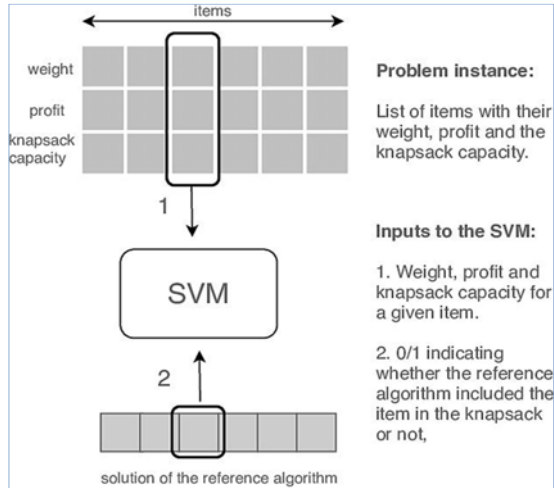 items
weight
profit
knapsack
capacity
1
SVM
2
solution of the reference algorithm
Problem instance:
List of items with their
weight, profit and the
knapsack capacity.
Inputs to the SVM:
1. Weight, profit and
knapsack capacity for
a given item.
2. 0/1 indicating
whether the reference
algorithm included the
item in the knapsack
or not,